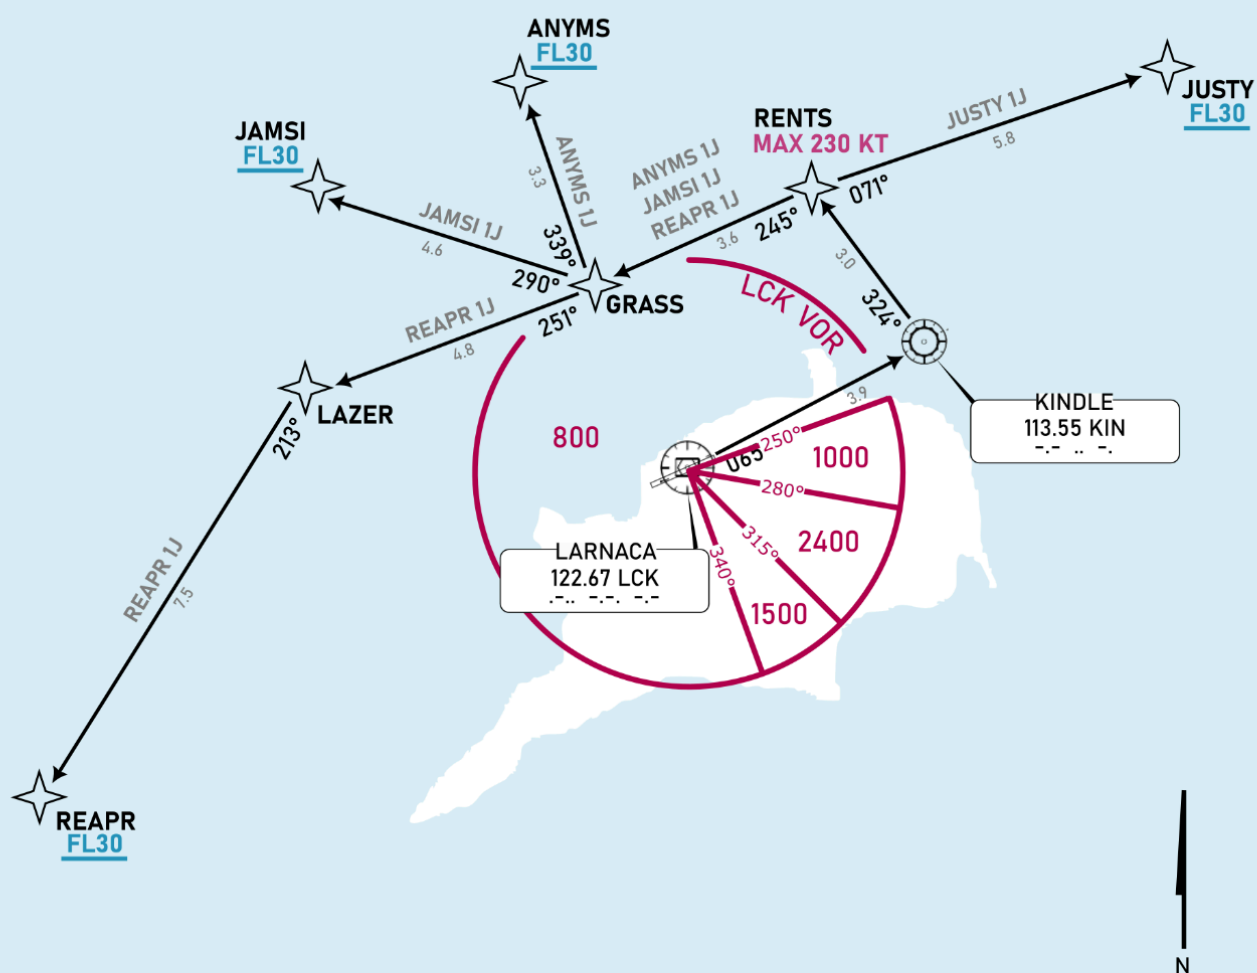 ANYMS
FL30
JUSTY
FL30
JUSTY 1J
5.8
RENTS
MAX 230 KT
071°
245°
JAMSI
FL30
ANYMS 1J
3.3
ANYMS 1J
JAMSI 1J
REAPR 1J
3.6
JAMSI 1J
4.6
339°
290°
251°
GRASS
3.0
324°
LCK VOR
REAPR 1J
4.8
LAZER
213°
KINDLE
113.55 KIN
-.- .. -.
3.9
065
250°
800
1000
280°
2400
315°
340°
1500
LARNACA
122.67 LCK
.-.. -.-. -.-
REAPR 1J
7.5
REAPR
FL30
N